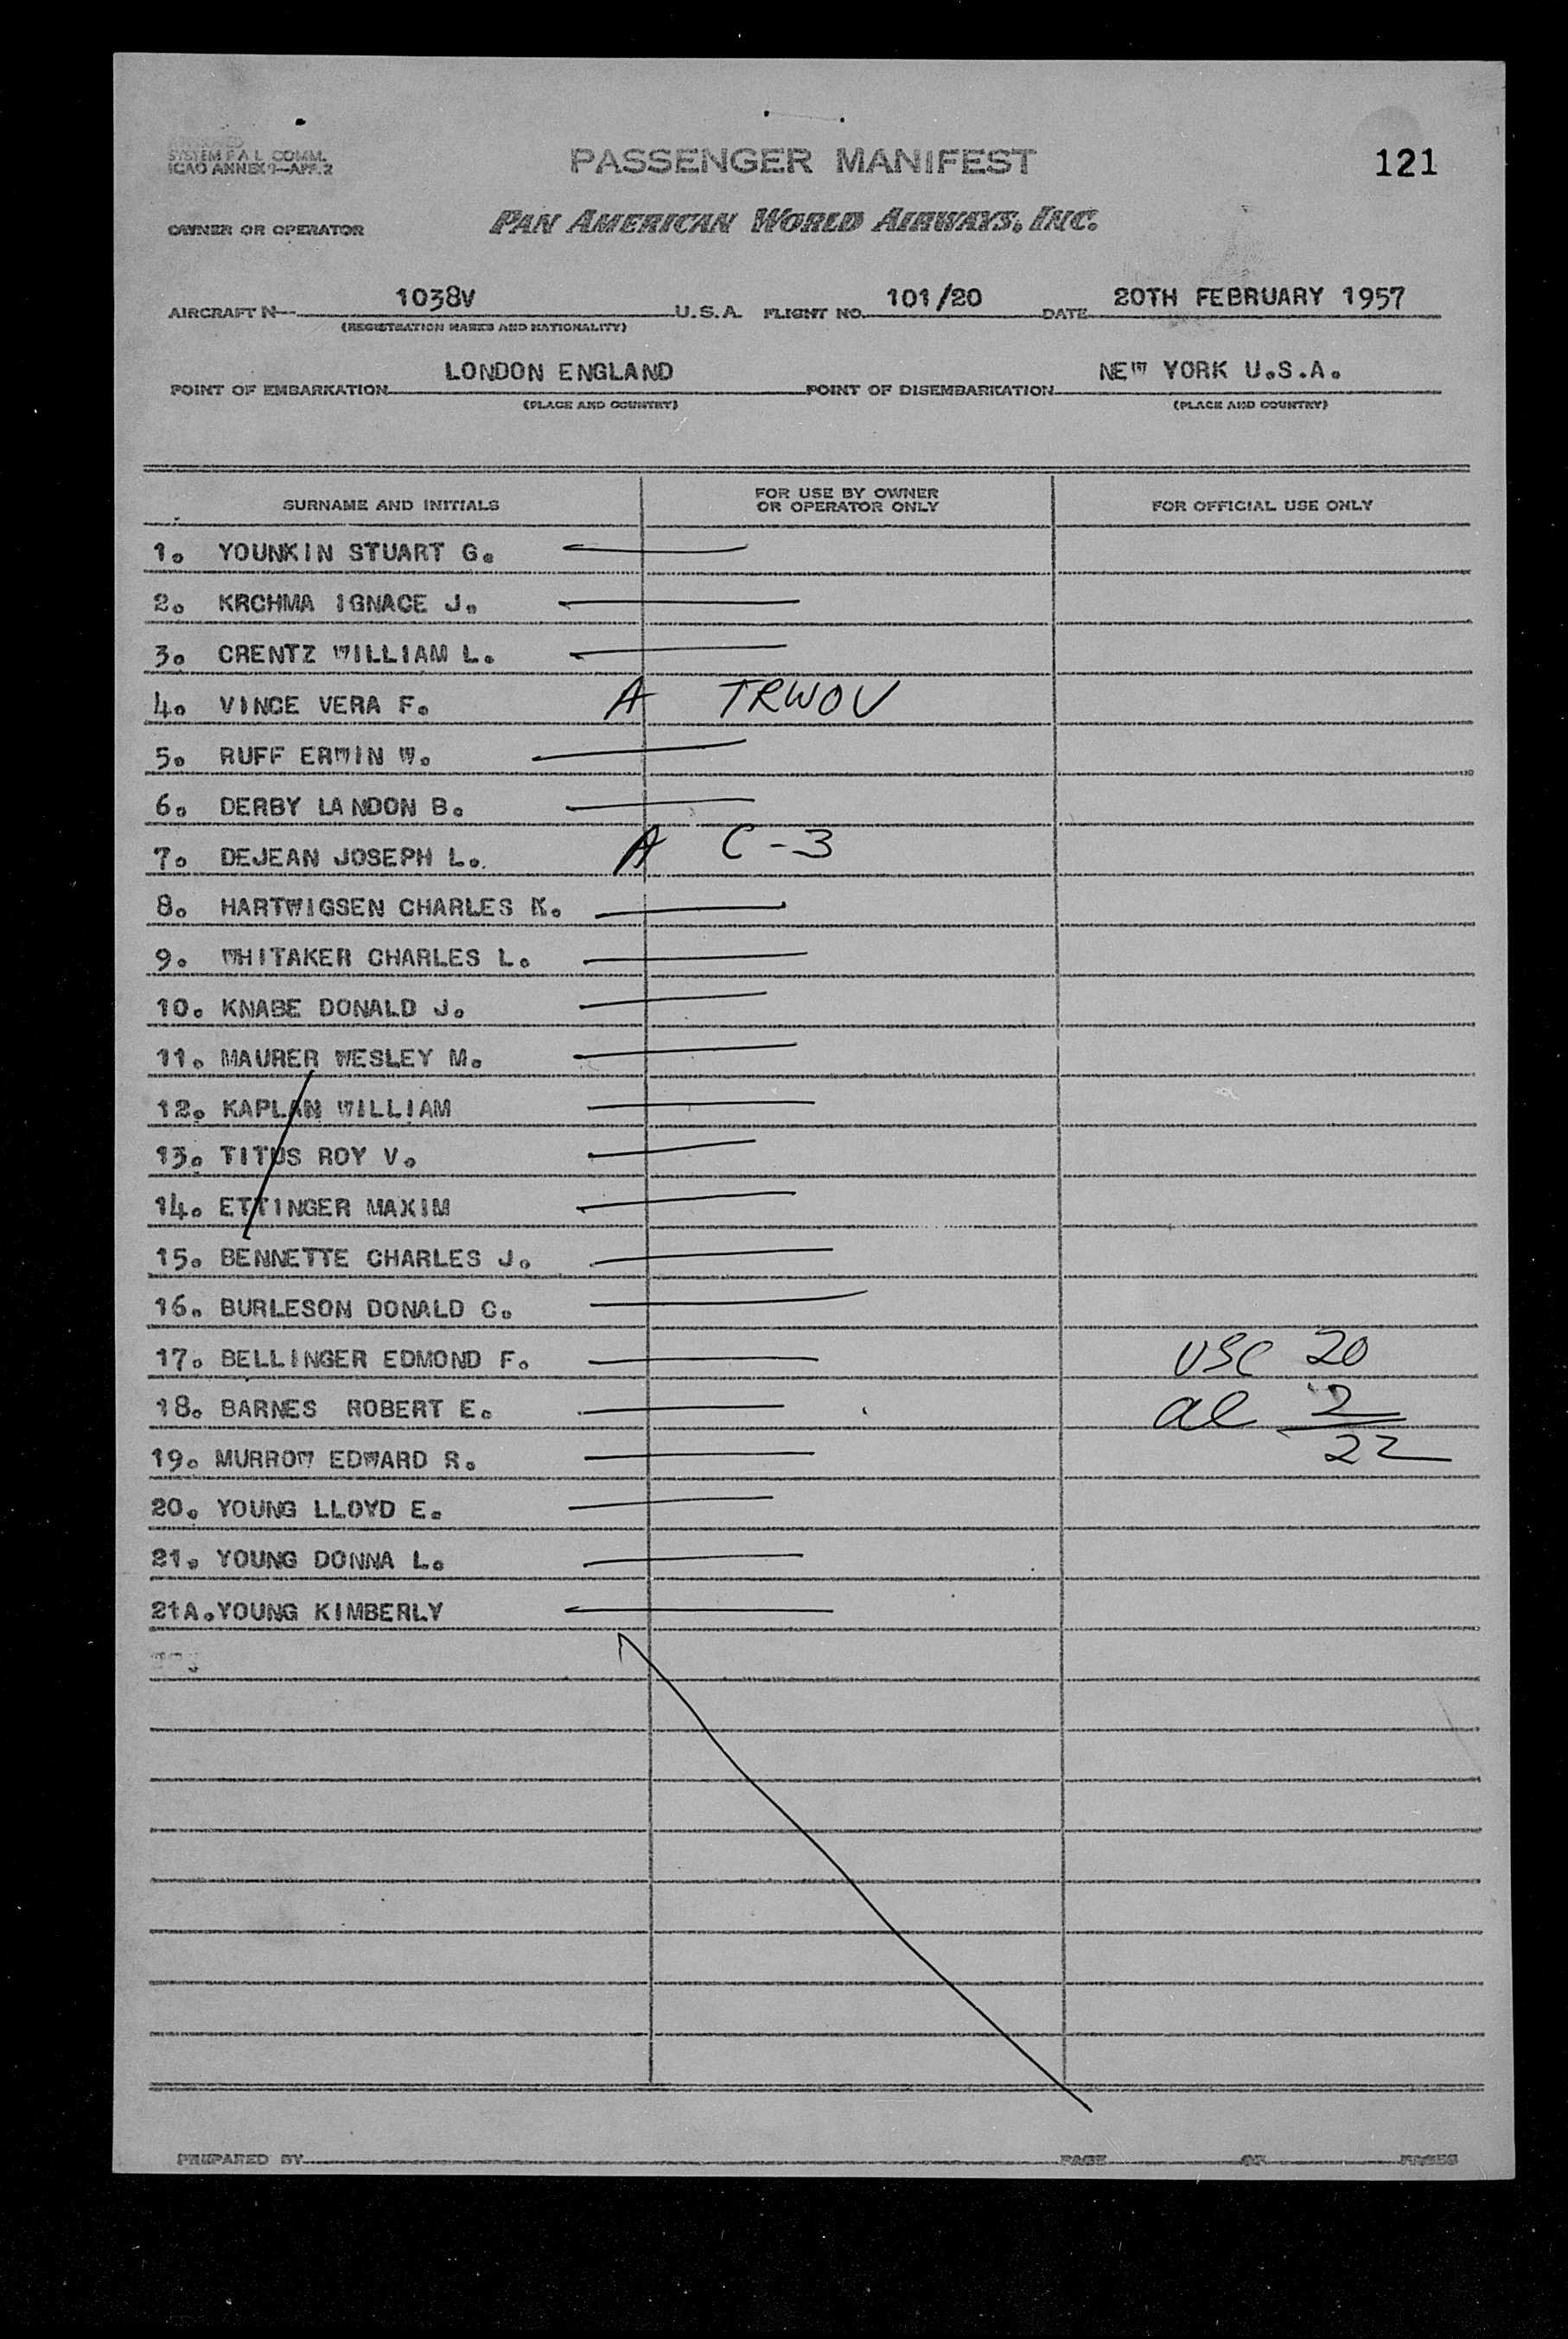 SYSTEM F A L COMM.
ICAO ANNEX 9—APP. 2
PASSENGER MANIFEST
121
OWNER OR OPERATOR
PAN AMERICAN WORLD AIRWAYS, INC.
AIRCRAFT N 1038V U.S.A. FLIGHT NO. 101/20 DATE 20TH FEBRUARY 1957
(REGISTRATION MARKS AND NATIONALITY)
POINT OF EMBARKATION LONDON ENGLAND POINT OF DISEMBARKATION NEW YORK U.S.A.
(PLACE AND COUNTRY) (PLACE AND COUNTRY)
SURNAME AND INITIALS FOR USE BY OWNER OR OPERATOR ONLY FOR OFFICIAL USE ONLY
1. YOUNKIN STUART G.
2. KRCHMA IGNACE J.
3. CRENTZ WILLIAM L.
4. VINCE VERA F. A TRWOV
5. RUFF ERWIN W.
6. DERBY LANDON B.
7. DEJEAN JOSEPH L. A C-3
8. HARTWIGSEN CHARLES K.
9. WHITAKER CHARLES L.
10. KNABE DONALD J.
11. MAURER WESLEY M.
12. KAPLAN WILLIAM
13. TITUS ROY V.
14. ETTINGER MAXIM
15. BENNETTE CHARLES J.
16. BURLESON DONALD C.
17. BELLINGER EDMOND F. USC 20
18. BARNES ROBERT E. al 2
19. MURROW EDWARD R. 22
20. YOUNG LLOYD E.
21. YOUNG DONNA L.
21A. YOUNG KIMBERLY
PREPARED BY PAGE OF PAGES